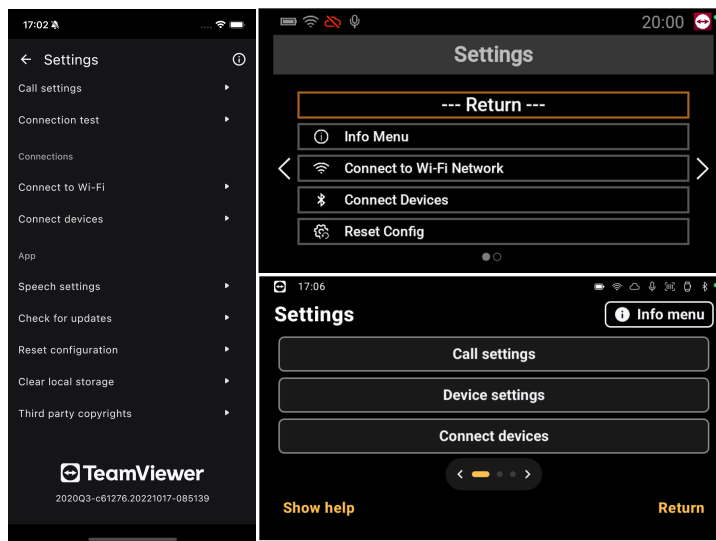 17:02
Settings
Call settings
Connection test
Connections
Connect to Wi-Fi
Connect devices
App
Speech settings
Check for updates
Reset configuration
Clear local storage
Third party copyrights
TeamViewer
2020Q3-c61276.20221017-085139
20:00
Settings
--- Return ---
Info Menu
Connect to Wi-Fi Network
Connect Devices
Reset Config
17:06
Settings
Info menu
Call settings
Device settings
Connect devices
Show help
Return